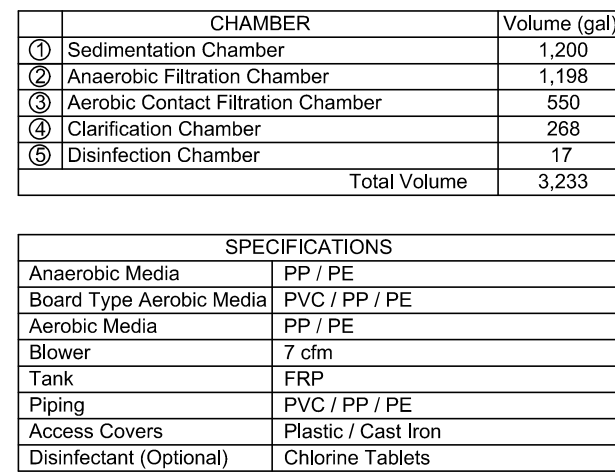 CHAMBER Volume (gal)
① Sedimentation Chamber 1,200
② Anaerobic Filtration Chamber 1,198
③ Aerobic Contact Filtration Chamber 550
④ Clarification Chamber 268
⑤ Disinfection Chamber 17
Total Volume 3,233
SPECIFICATIONS
Anaerobic Media PP / PE
Board Type Aerobic Media PVC / PP / PE
Aerobic Media PP / PE
Blower 7 cfm
Tank FRP
Piping PVC / PP / PE
Access Covers Plastic / Cast Iron
Disinfectant (Optional) Chlorine Tablets